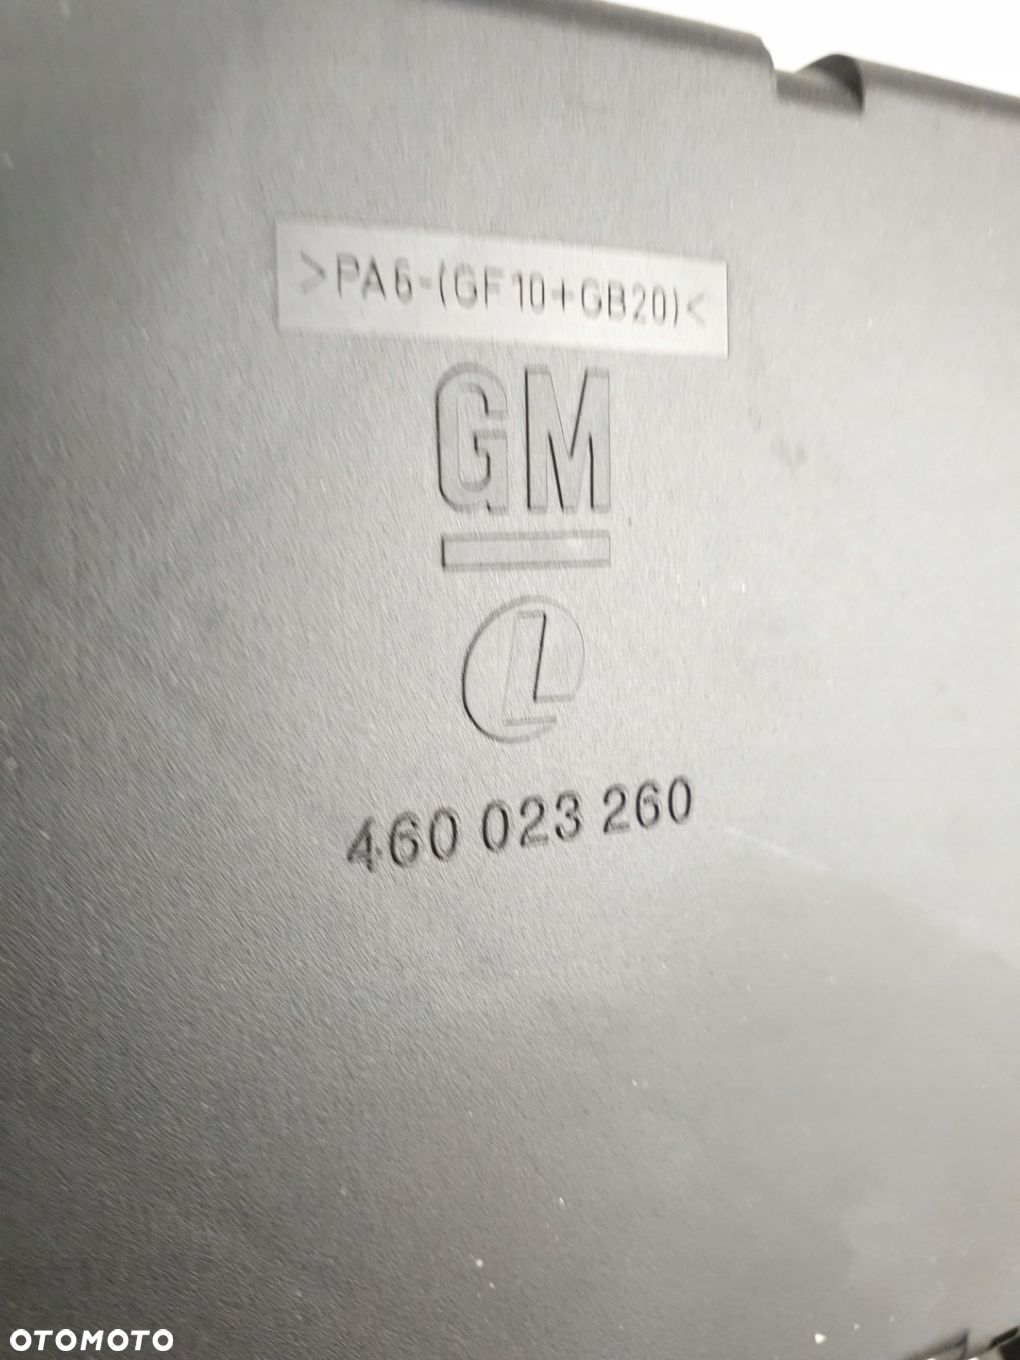 >PA6-(GF10+GB20)<
GM
L
460 023 260
OTOMOTO